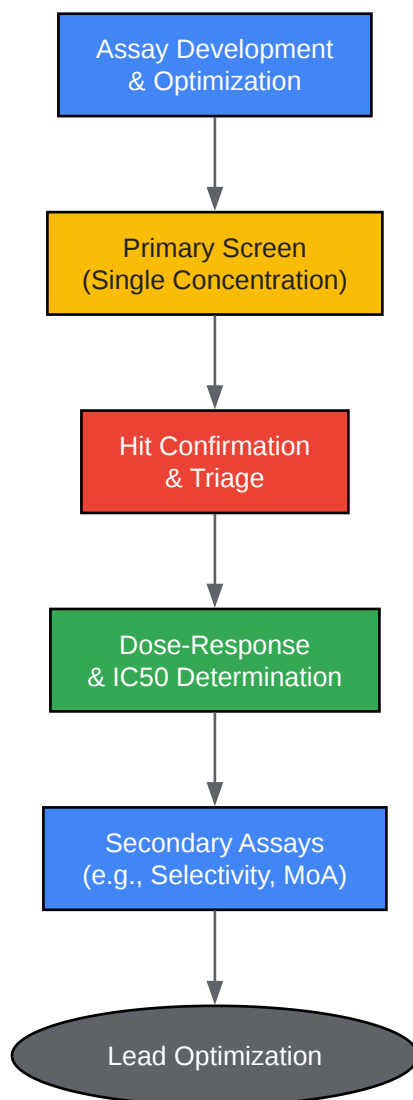 Assay Development
& Optimization
Primary Screen
(Single Concentration)
Hit Confirmation
& Triage
Dose-Response
& IC50 Determination
Secondary Assays
(e.g., Selectivity, MoA)
Lead Optimization